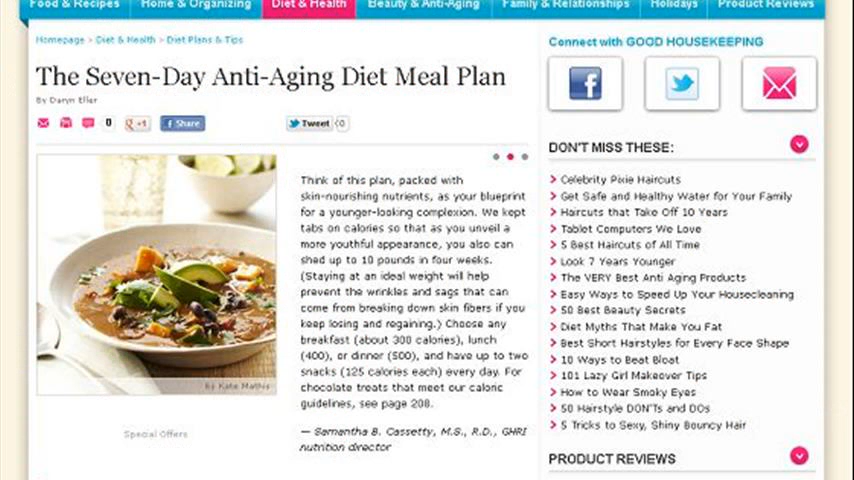 Food & Recipes
Home & Organizing
Diet & Health
Beauty & Anti-Aging
Family & Relationships
Holidays
Product Reviews
Homepage > Diet & Health > Diet Plans & Tips
The Seven-Day Anti-Aging Diet Meal Plan
By Daryn Eller
0
g +1
f Share
Tweet
0
Think of this plan, packed with
skin-nourishing nutrients, as your blueprint
for a younger-looking complexion. We kept
tabs on calories so that as you unveil a
more youthful appearance, you also can
shed up to 10 pounds in four weeks.
(Staying at an ideal weight will help
prevent the wrinkles and sags that can
come from breaking down skin fibers if you
keep losing and regaining.) Choose any
breakfast (about 300 calories), lunch
(400), or dinner (500), and have up to two
snacks (125 calories each) every day. For
chocolate treats that meet our caloric
guidelines, see page 208.
— Samantha B. Cassetty, M.S., R.D., GHRI
nutrition director
By Kate Mathis
Special Offers
Connect with GOOD HOUSEKEEPING
f
DON'T MISS THESE:
Celebrity Pixie Haircuts
Get Safe and Healthy Water for Your Family
Haircuts that Take Off 10 Years
Tablet Computers We Love
5 Best Haircuts of All Time
Look 7 Years Younger
The VERY Best Anti Aging Products
Easy Ways to Speed Up Your Housecleaning
50 Best Beauty Secrets
Diet Myths That Make You Fat
Best Short Hairstyles for Every Face Shape
10 Ways to Beat Bloat
101 Lazy Girl Makeover Tips
How to Wear Smoky Eyes
50 Hairstyle DON'Ts and DOs
5 Tricks to Sexy, Shiny Bouncy Hair
PRODUCT REVIEWS